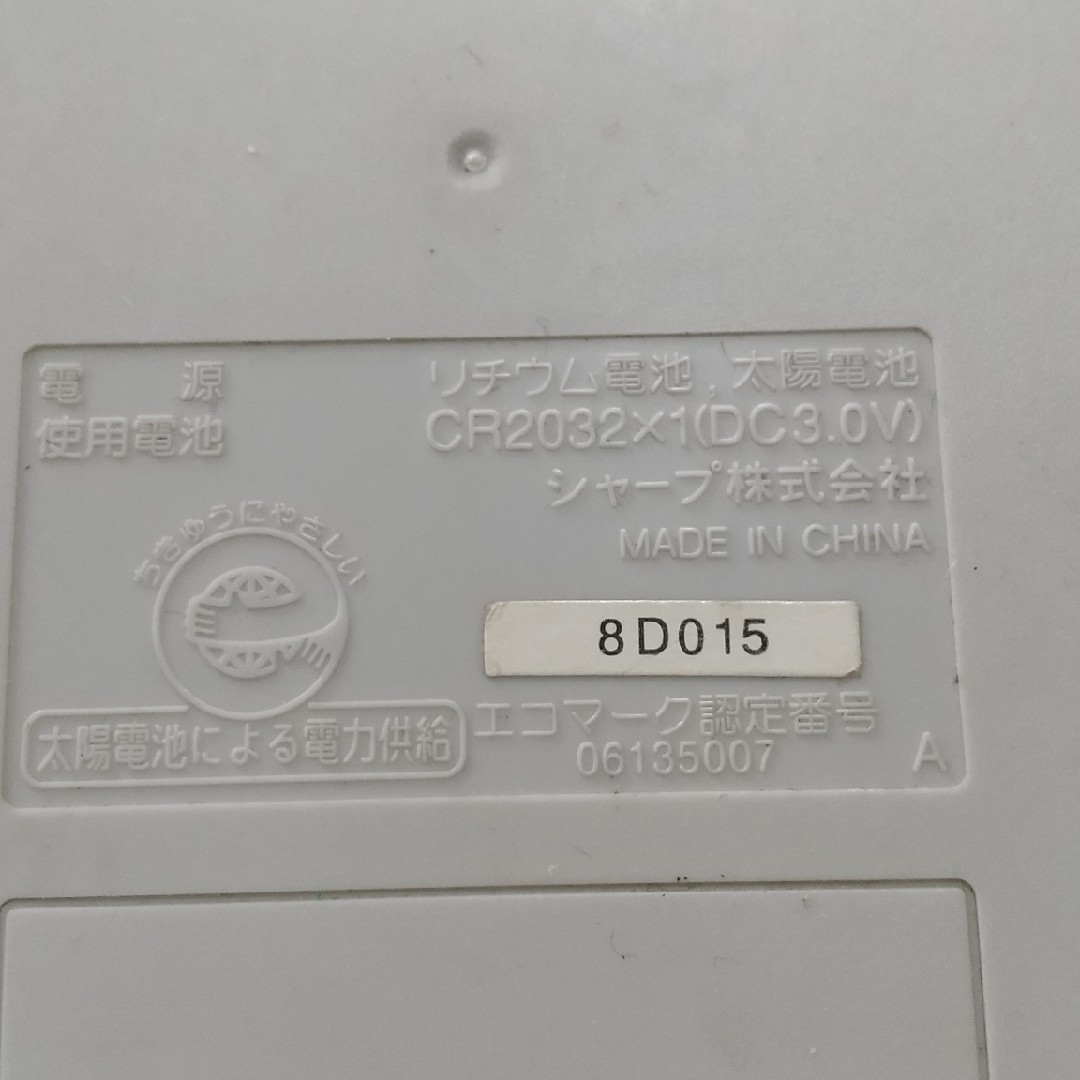 電　源　リチウム電池、太陽電池
使用電池　CR2032×1(DC3.0V)
シャープ株式会社
MADE IN CHINA
ちきゅうにやさしい
8D015
太陽電池による電力供給
エコマーク認定番号
06135007
A